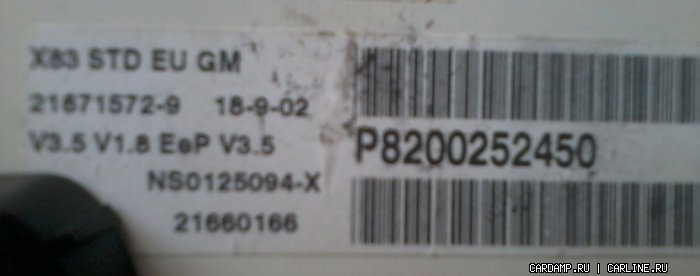 X83 STD EU GM
21671572-9 18-9-02
V3.5 V1.8 EeP V3.5
NS0125094-X
21660166
P8200252450
CARDAMP.RU | CARLINE.RU